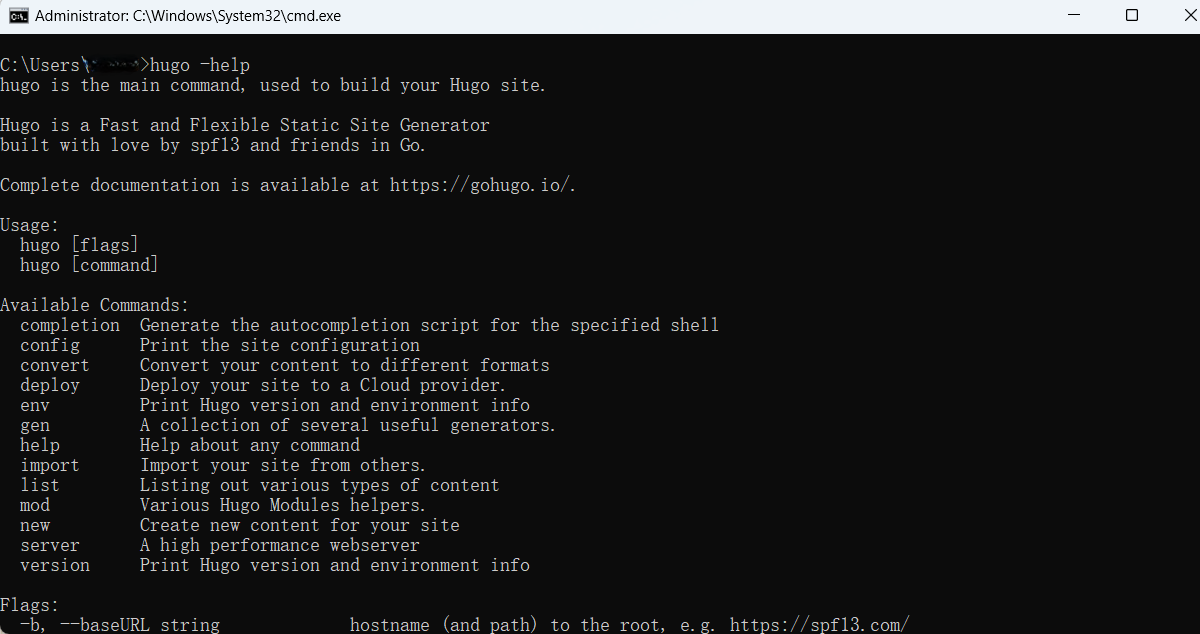 Administrator: C:\Windows\System32\cmd.exe
C:\Users\>hugo -help
hugo is the main command, used to build your Hugo site.
Hugo is a Fast and Flexible Static Site Generator
built with love by spf13 and friends in Go.
Complete documentation is available at https://gohugo.io/.
Usage:
hugo [flags]
hugo [command]
Available Commands:
completion Generate the autocompletion script for the specified shell
config Print the site configuration
convert Convert your content to different formats
deploy Deploy your site to a Cloud provider.
env Print Hugo version and environment info
gen A collection of several useful generators.
help Help about any command
import Import your site from others.
list Listing out various types of content
mod Various Hugo Modules helpers.
new Create new content for your site
server A high performance webserver
version Print Hugo version and environment info
Flags:
-b, --baseURL string hostname (and path) to the root, e.g. https://spf13.com/